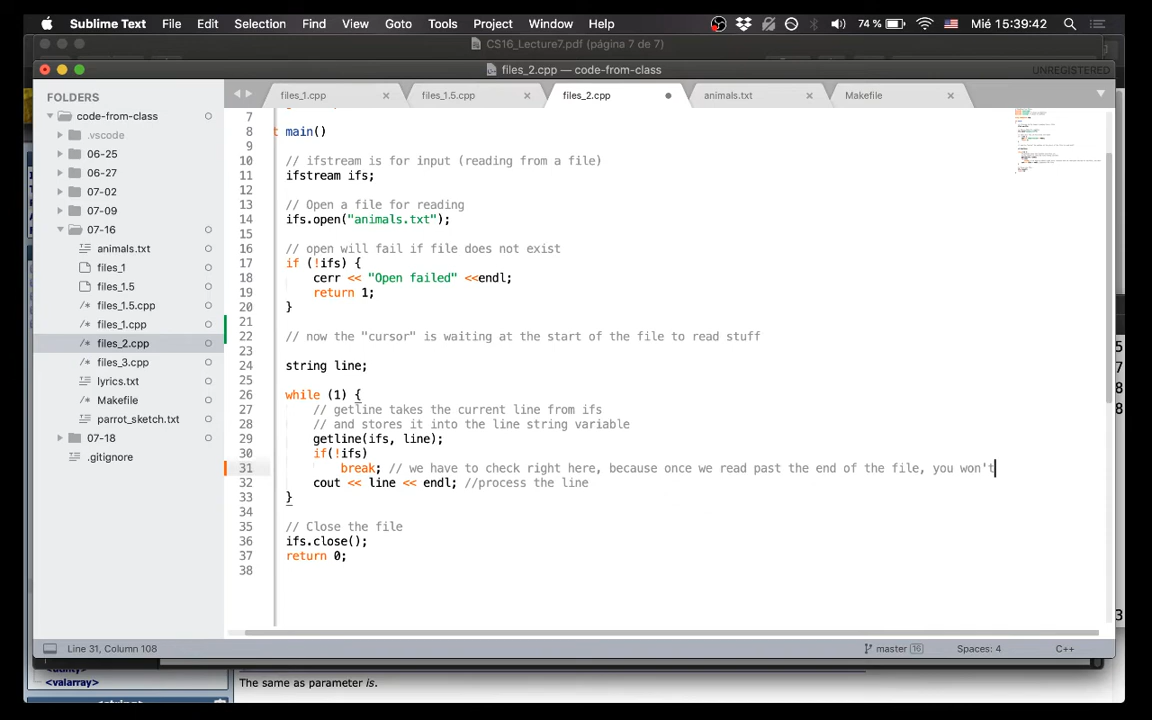 Sublime Text File Edit Selection Find View Goto Tools Project Window Help 74 % Mié 15:39:42
CS16_Lecture7.pdf (página 7 de 7)
files_2.cpp — code-from-class
UNREGISTERED
FOLDERS
code-from-class
.vscode
06-25
06-27
07-02
07-09
07-16
animals.txt
files_1
files_1.5
files_1.5.cpp
files_1.cpp
files_2.cpp
files_3.cpp
lyrics.txt
Makefile
parrot_sketch.txt
07-18
.gitignore
files_1.cpp files_1.5.cpp files_2.cpp animals.txt Makefile
7
8 t main()
9
10 // ifstream is for input (reading from a file)
11 ifstream ifs;
12
13 // Open a file for reading
14 ifs.open("animals.txt");
15
16 // open will fail if file does not exist
17 if (!ifs) {
18 cerr << "Open failed" <<endl;
19 return 1;
20 }
21
22 // now the "cursor" is waiting at the start of the file to read stuff
23
24 string line;
25
26 while (1) {
27 // getline takes the current line from ifs
28 // and stores it into the line string variable
29 getline(ifs, line);
30 if(!ifs)
31 break; // we have to check right here, because once we read past the end of the file, you won't
32 cout << line << endl; //process the line
33 }
34
35 // Close the file
36 ifs.close();
37 return 0;
38
5
7
8
8
3
Line 31, Column 108 master 16 Spaces: 4 C++
<valarray>
The same as parameter is.